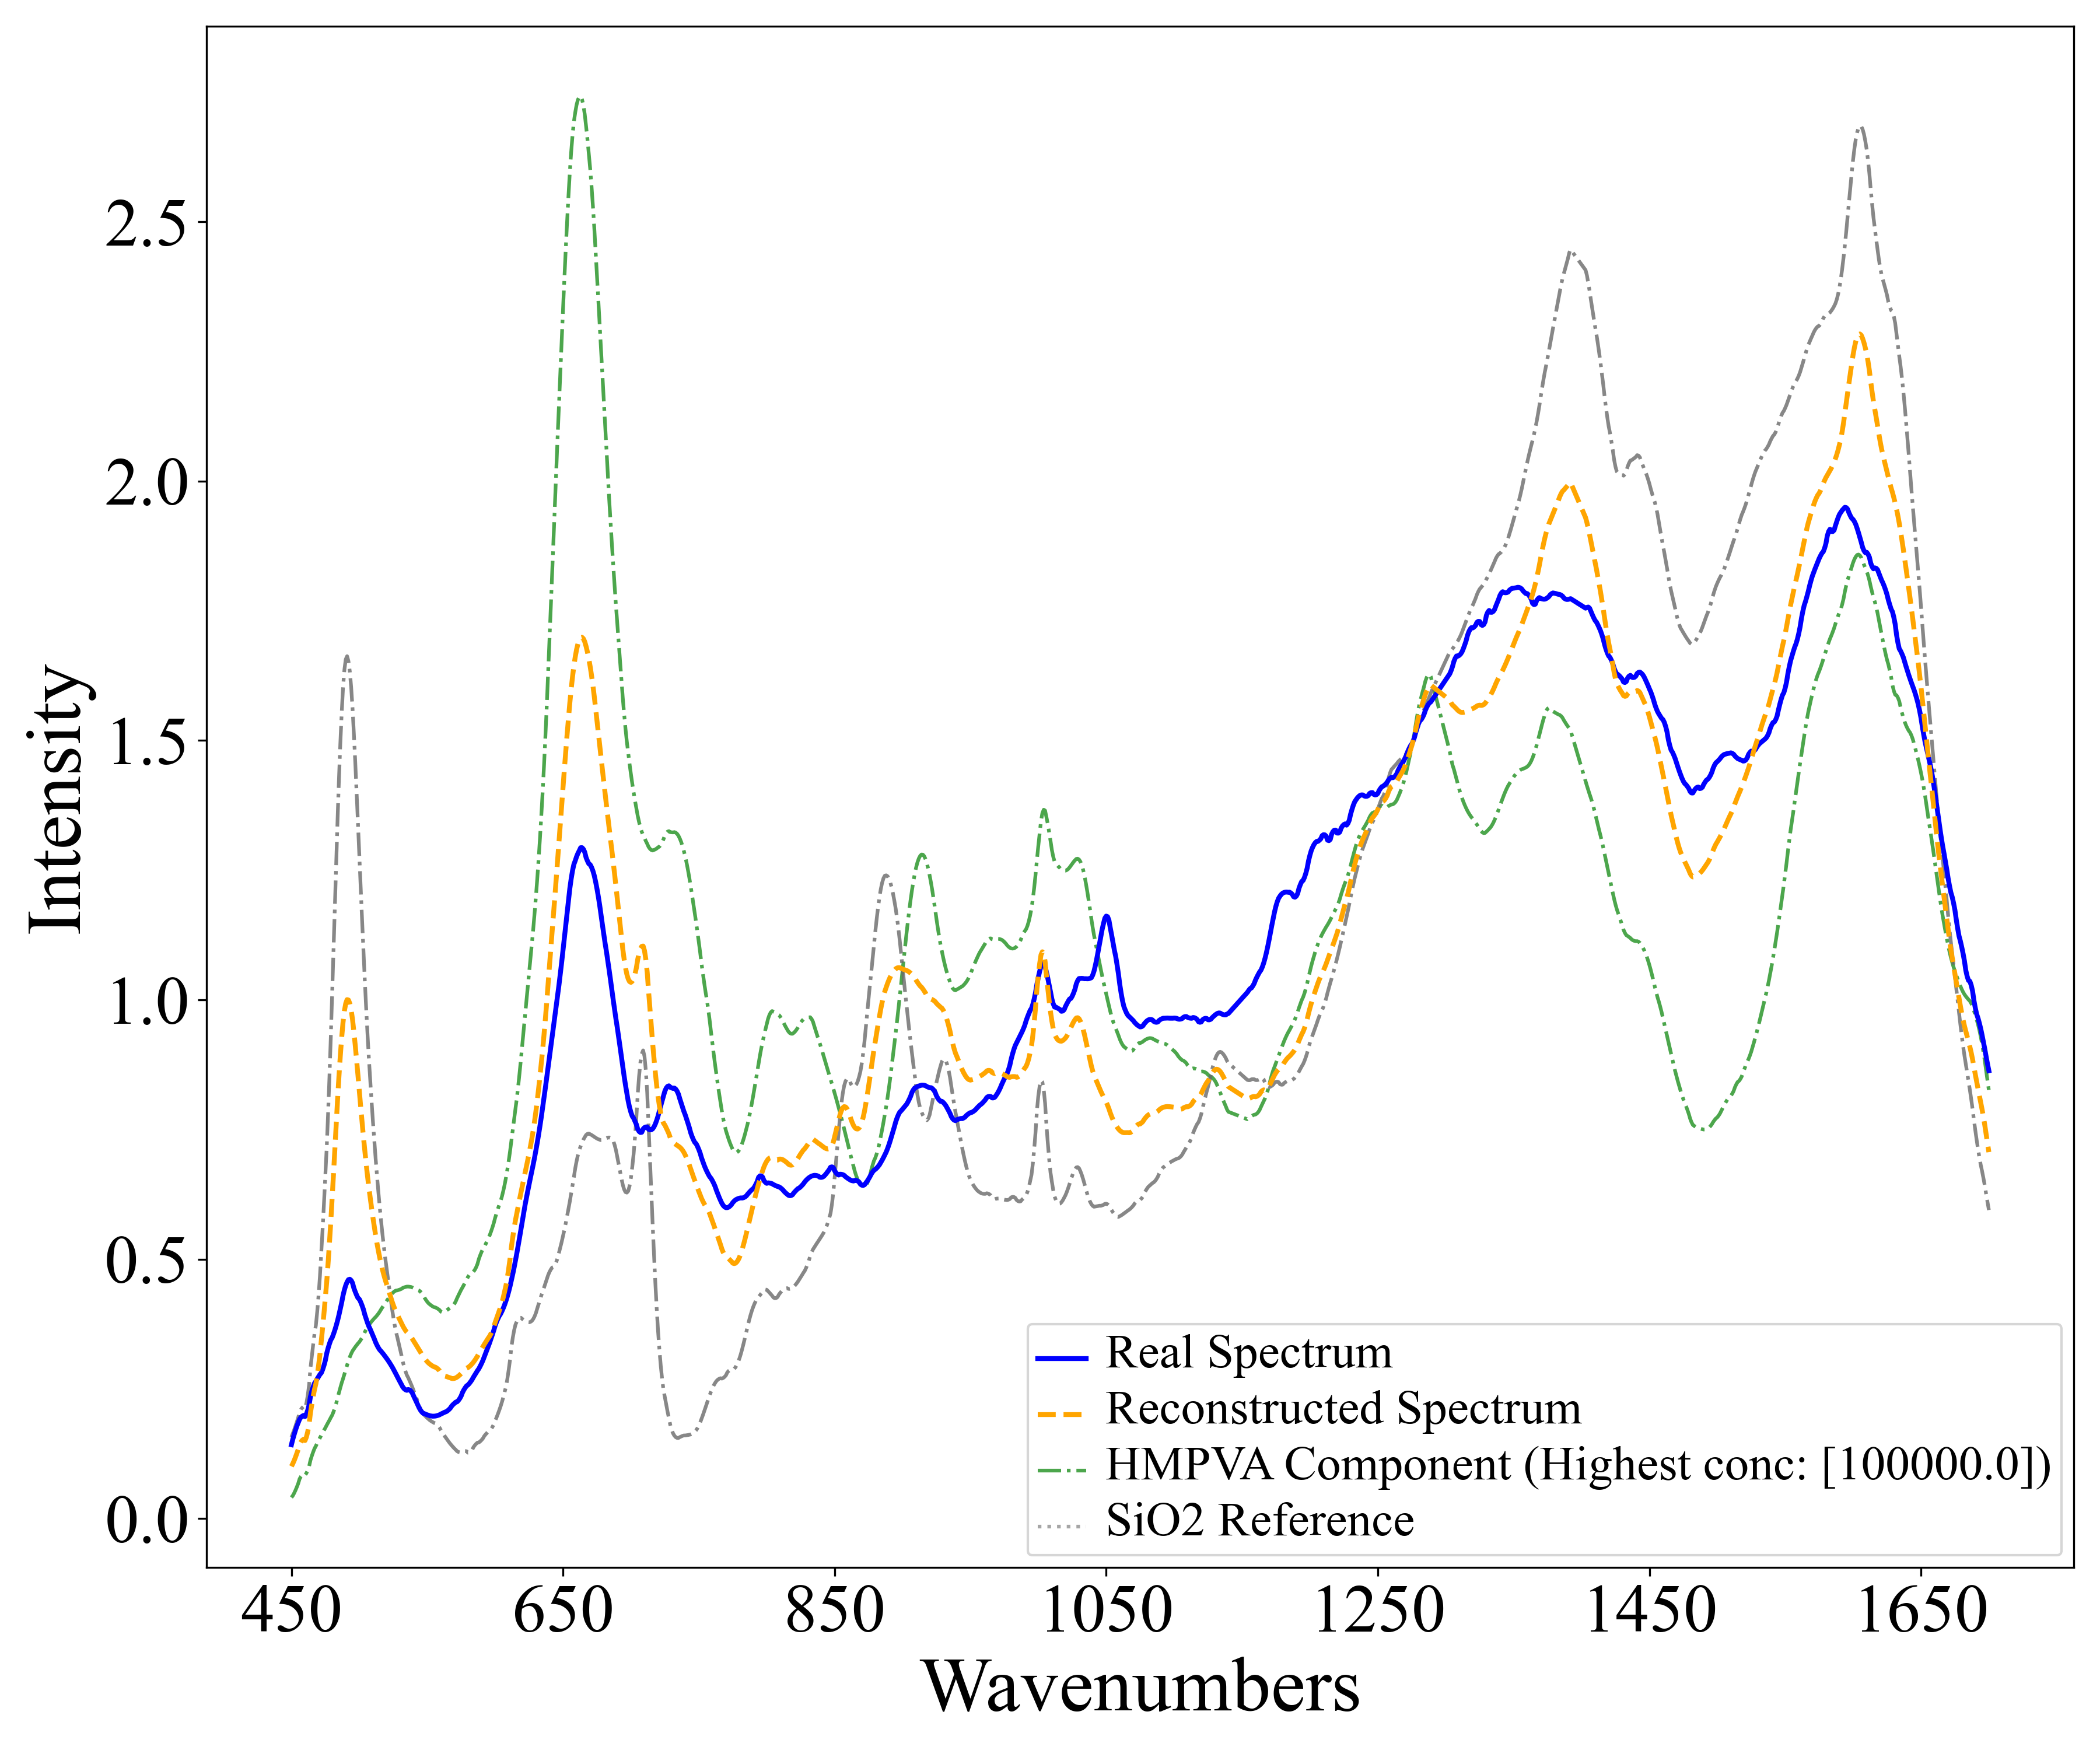 Intensity
2.5
2.0
1.5
1.0
0.5
0.0
Real Spectrum
Reconstructed Spectrum
HMPVA Component (Highest conc: [100000.0])
SiO2 Reference
450 650 850 1050 1250 1450 1650
Wavenumbers